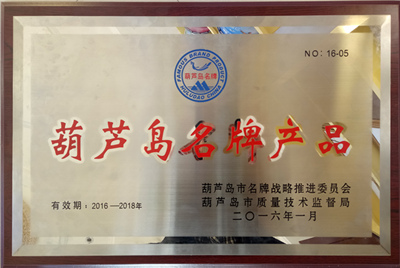 FAMOUS BRAND PRODUCT
葫芦岛名牌
HULUDAO CHINA
NO: 16-05
葫芦岛名牌产品
葫芦岛市名牌战略推进委员会
有效期：2016—2018年
葫芦岛市质量技术监督局
二〇一六年一月